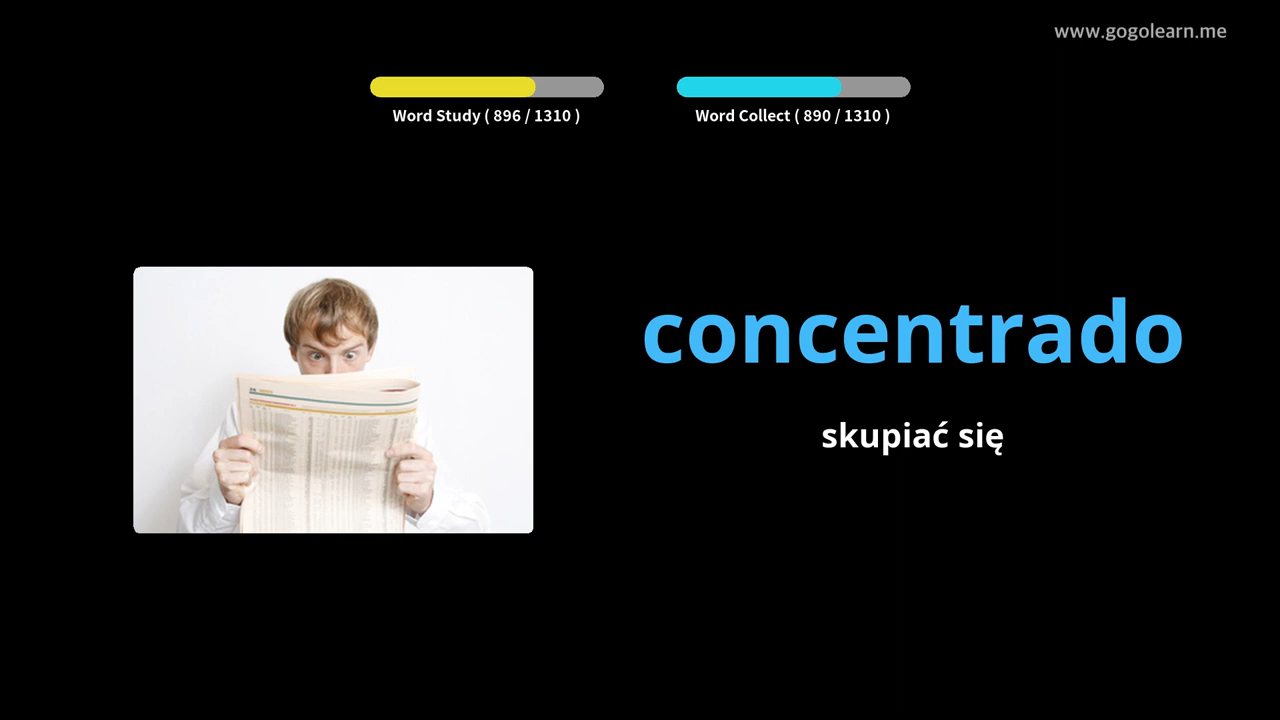 www.gogolearn.me
Word Study ( 896 / 1310 )
Word Collect ( 890 / 1310 )
concentrado
skupiać się